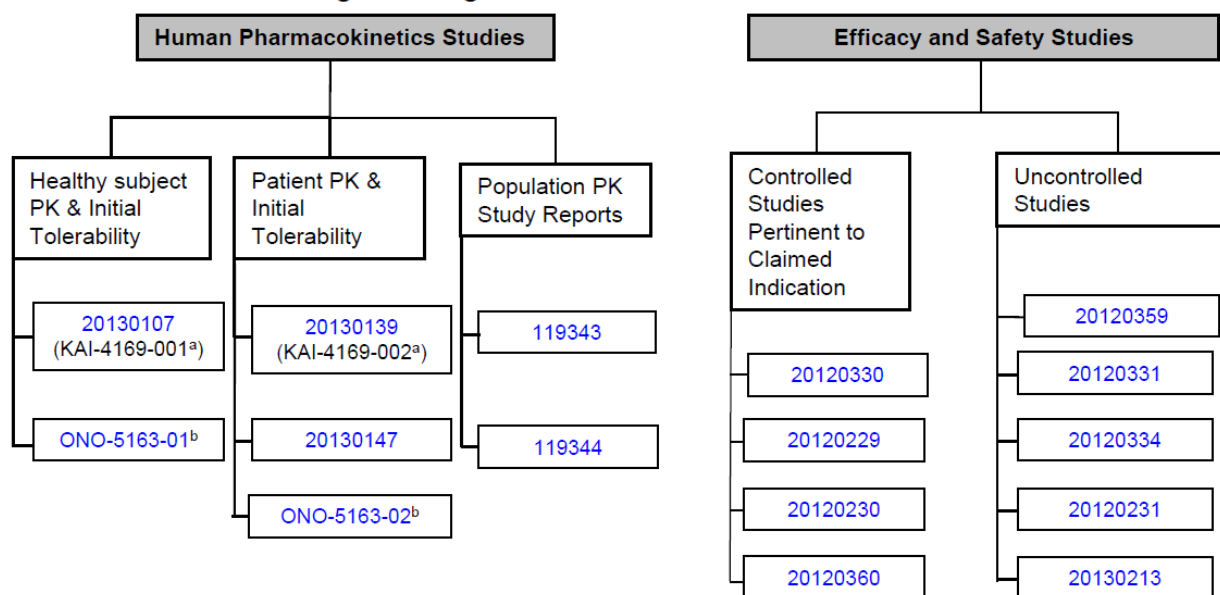 Human Pharmacokinetics Studies
Healthy subject
PK & Initial
Tolerability
20130107
(KAI-4169-001ᵃ)
ONO-5163-01ᵇ
Patient PK &
Initial
Tolerability
20130139
(KAI-4169-002ᵃ)
20130147
ONO-5163-02ᵇ
Population PK
Study Reports
119343
119344
Efficacy and Safety Studies
Controlled
Studies
Pertinent to
Claimed
Indication
20120330
20120229
20120230
20120360
Uncontrolled
Studies
20120359
20120331
20120334
20120231
20130213